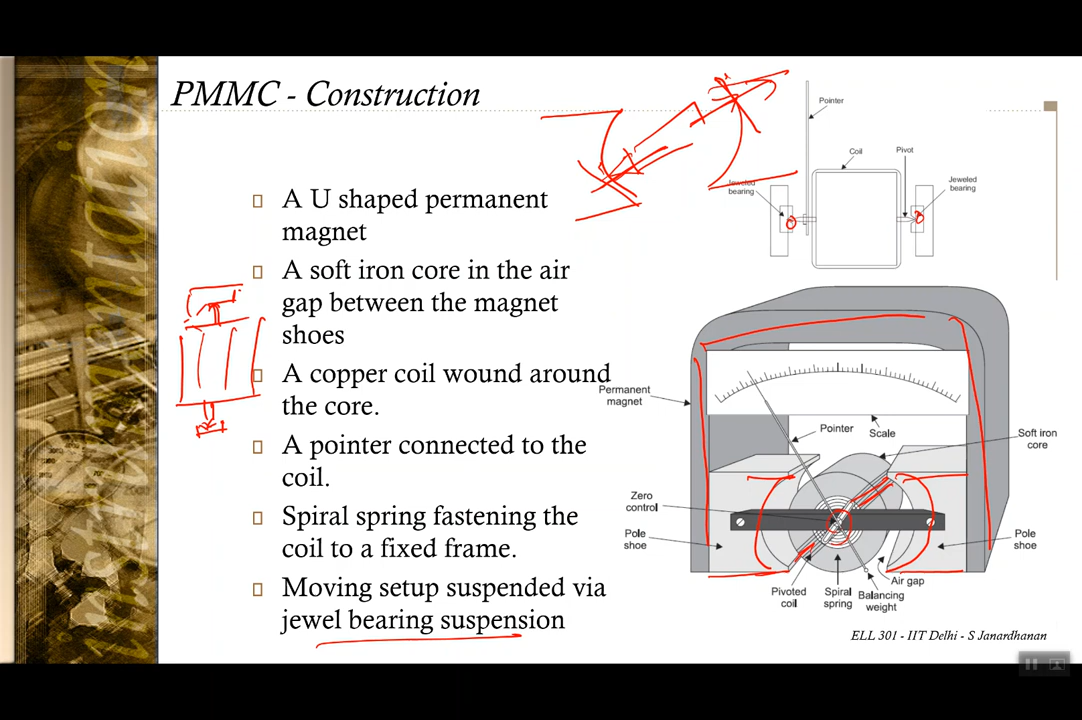 PMMC - Construction
A U shaped permanent
magnet
A soft iron core in the air
gap between the magnet
shoes
A copper coil wound around
the core.
A pointer connected to the
coil.
Spiral spring fastening the
coil to a fixed frame.
Moving setup suspended via
jewel bearing suspension
Pointer
Coil
Pivot
Jeweled
bearing
Jeweled
bearing
Permanent
magnet
Pointer
Scale
Soft iron
core
Zero
control
Pole
shoe
Pole
shoe
Air gap
Pivoted
coil
Spiral
spring
Balancing
weight
ELL 301 - IIT Delhi - S Janardhanan